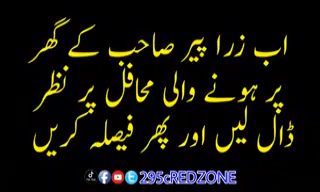 اب زرا پیر صاحب کے گھر
پر ہونے والی محافل پر نظر
ڈال لیں اور پھر فیصلہ کریں
295cREDZONE